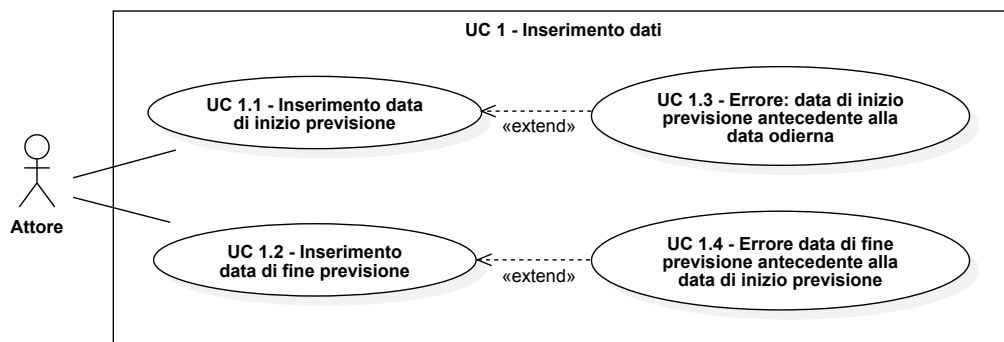 UC 1 - Inserimento dati
UC 1.1 - Inserimento data
di inizio previsione
«extend»
UC 1.3 - Errore: data di inizio
previsione antecedente alla
data odierna
Attore
UC 1.2 - Inserimento
data di fine previsione
«extend»
UC 1.4 - Errore data di fine
previsione antecedente alla
data di inizio previsione